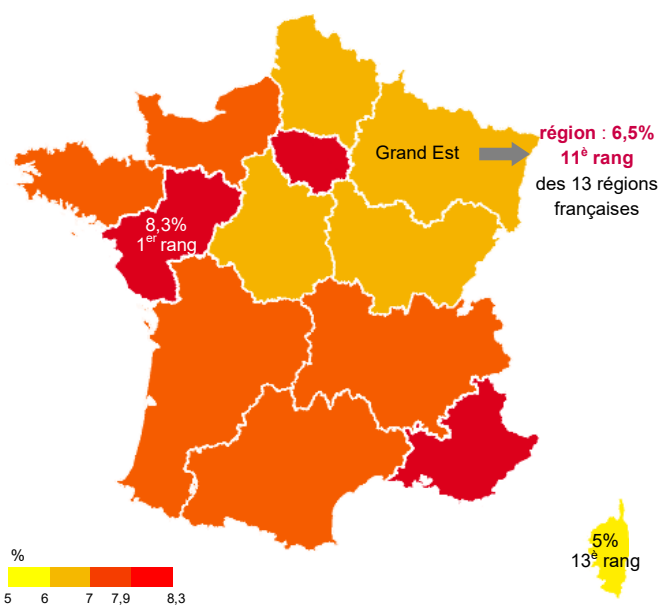 région : 6,5%
Grand Est
11è rang
des 13 régions
françaises
8,3%
1er rang
5%
13è rang
%
5 6 7 7,9 8,3